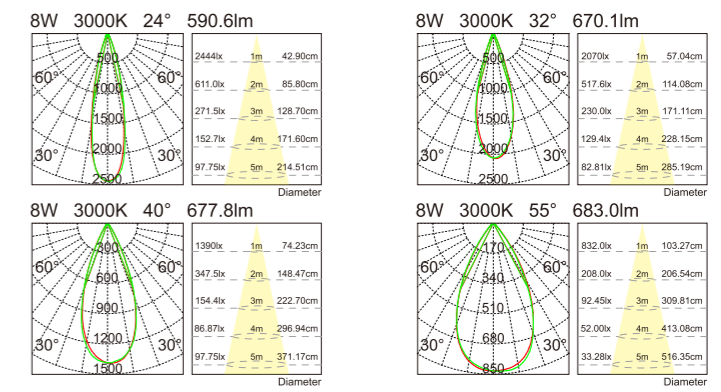 8W 3000K 24° 590.6lm
500
1000
1500
2000
2500
60° 60°
30° 30°
2444lx 1m 42.90cm
611.0lx 2m 85.80cm
271.5lx 3m 128.70cm
152.7lx 4m 171.60cm
97.75lx 5m 214.51cm
Diameter
8W 3000K 32° 670.1lm
500
1000
1500
2000
2500
60° 60°
30° 30°
2070lx 1m 57.04cm
517.6lx 2m 114.08cm
230.0lx 3m 171.11cm
129.4lx 4m 228.15cm
82.81lx 5m 285.19cm
Diameter
8W 3000K 40° 677.8lm
300
600
900
1200
1500
60° 60°
30° 30°
1390lx 1m 74.23cm
347.5lx 2m 148.47cm
154.4lx 3m 222.70cm
86.87lx 4m 296.94cm
97.75lx 5m 371.17cm
Diameter
8W 3000K 55° 683.0lm
170
340
510
680
850
60° 60°
30° 30°
832.0lx 1m 103.27cm
208.0lx 2m 206.54cm
92.45lx 3m 309.81cm
52.00lx 4m 413.08cm
33.28lx 5m 516.35cm
Diameter